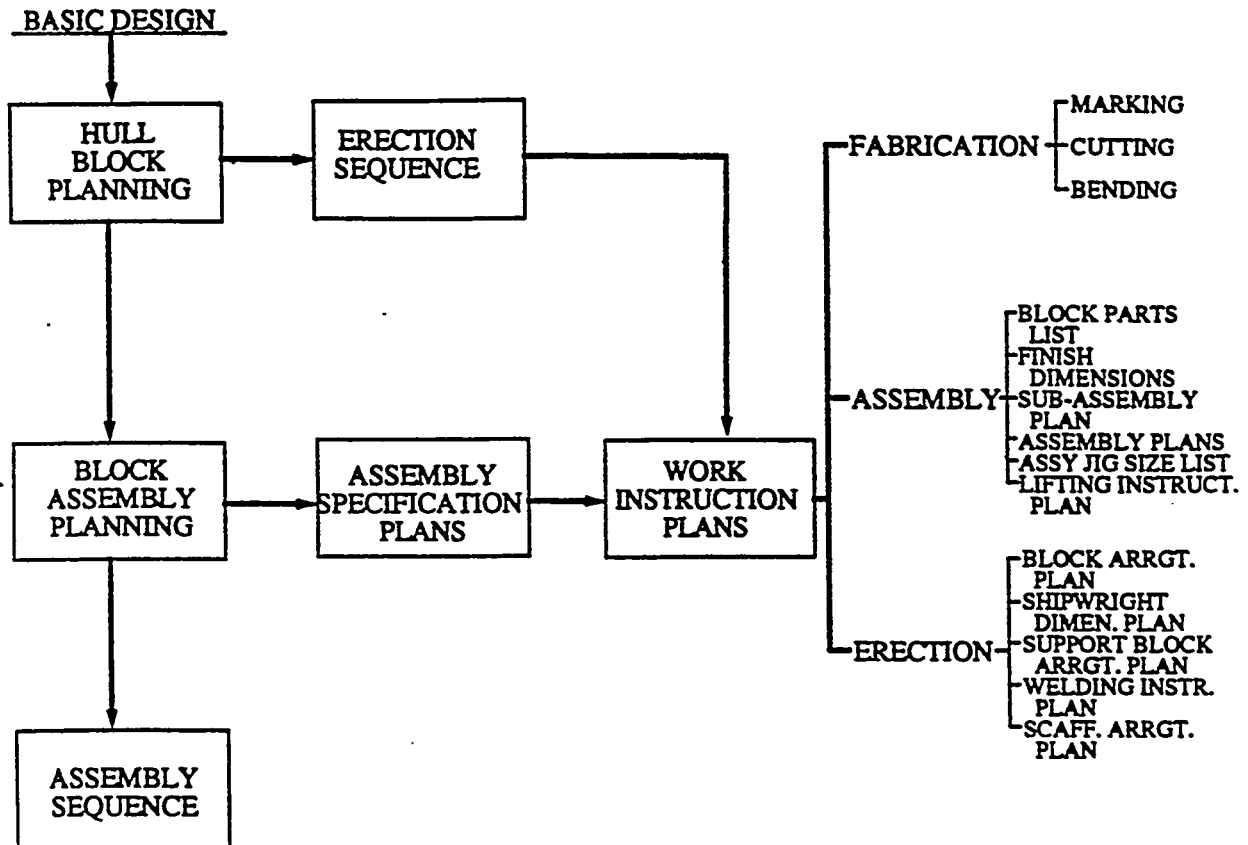 BASIC DESIGN
HULL
BLOCK
PLANNING
ERECTION
SEQUENCE
BLOCK
ASSEMBLY
PLANNING
ASSEMBLY
SPECIFICATION
PLANS
WORK
INSTRUCTION
PLANS
ASSEMBLY
SEQUENCE
FABRICATION
MARKING
CUTTING
BENDING
ASSEMBLY
BLOCK PARTS
LIST
FINISH
DIMENSIONS
SUB-ASSEMBLY
PLAN
ASSEMBLY PLANS
ASSY JIG SIZE LIST
LIFTING INSTRUCT.
PLAN
ERECTION
BLOCK ARRGT.
PLAN
SHIPWRIGHT
DIMEN. PLAN
SUPPORT BLOCK
ARRGT. PLAN
WELDING INSTR.
PLAN
SCAFF. ARRGT.
PLAN